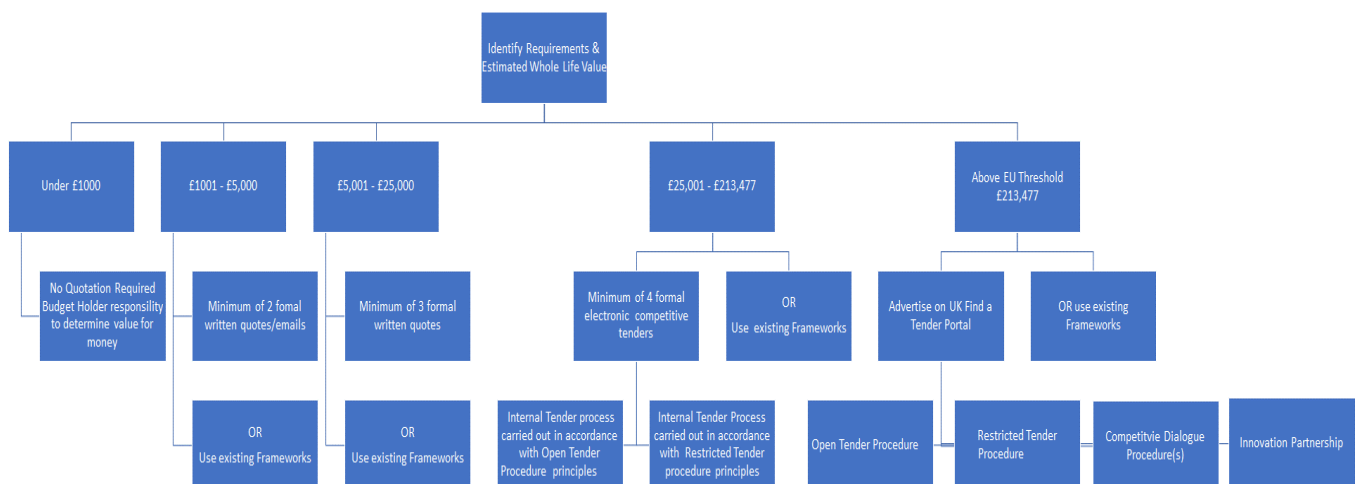 Identify Requirements &
Estimated Whole Life Value
Under £1000
£1001 - £5,000
£5,001 - £25,000
£25,001 - £213,477
Above EU Threshold
£213,477
No Quotation Required
Budget Holder responsility
to determine value for
money
Minimum of 2 fomal
written quotes/emails
Minimum of 3 formal
written quotes
Minimum of 4 formal
electronic competitive
tenders
OR
Use existing Frameworks
Advertise on UK Find a
Tender Portal
OR use existing
Frameworks
OR
Use existing Frameworks
OR
Use existing Frameworks
Internal Tender process
carried out in accordance
with Open Tender
Procedure principles
Internal Tender Process
carried out in accordance
with Restricted Tender
procedure principles
Open Tender Procedure
Restricted Tender
Procedure
Competitvie Dialogue
Procedure(s)
Innovation Partnership